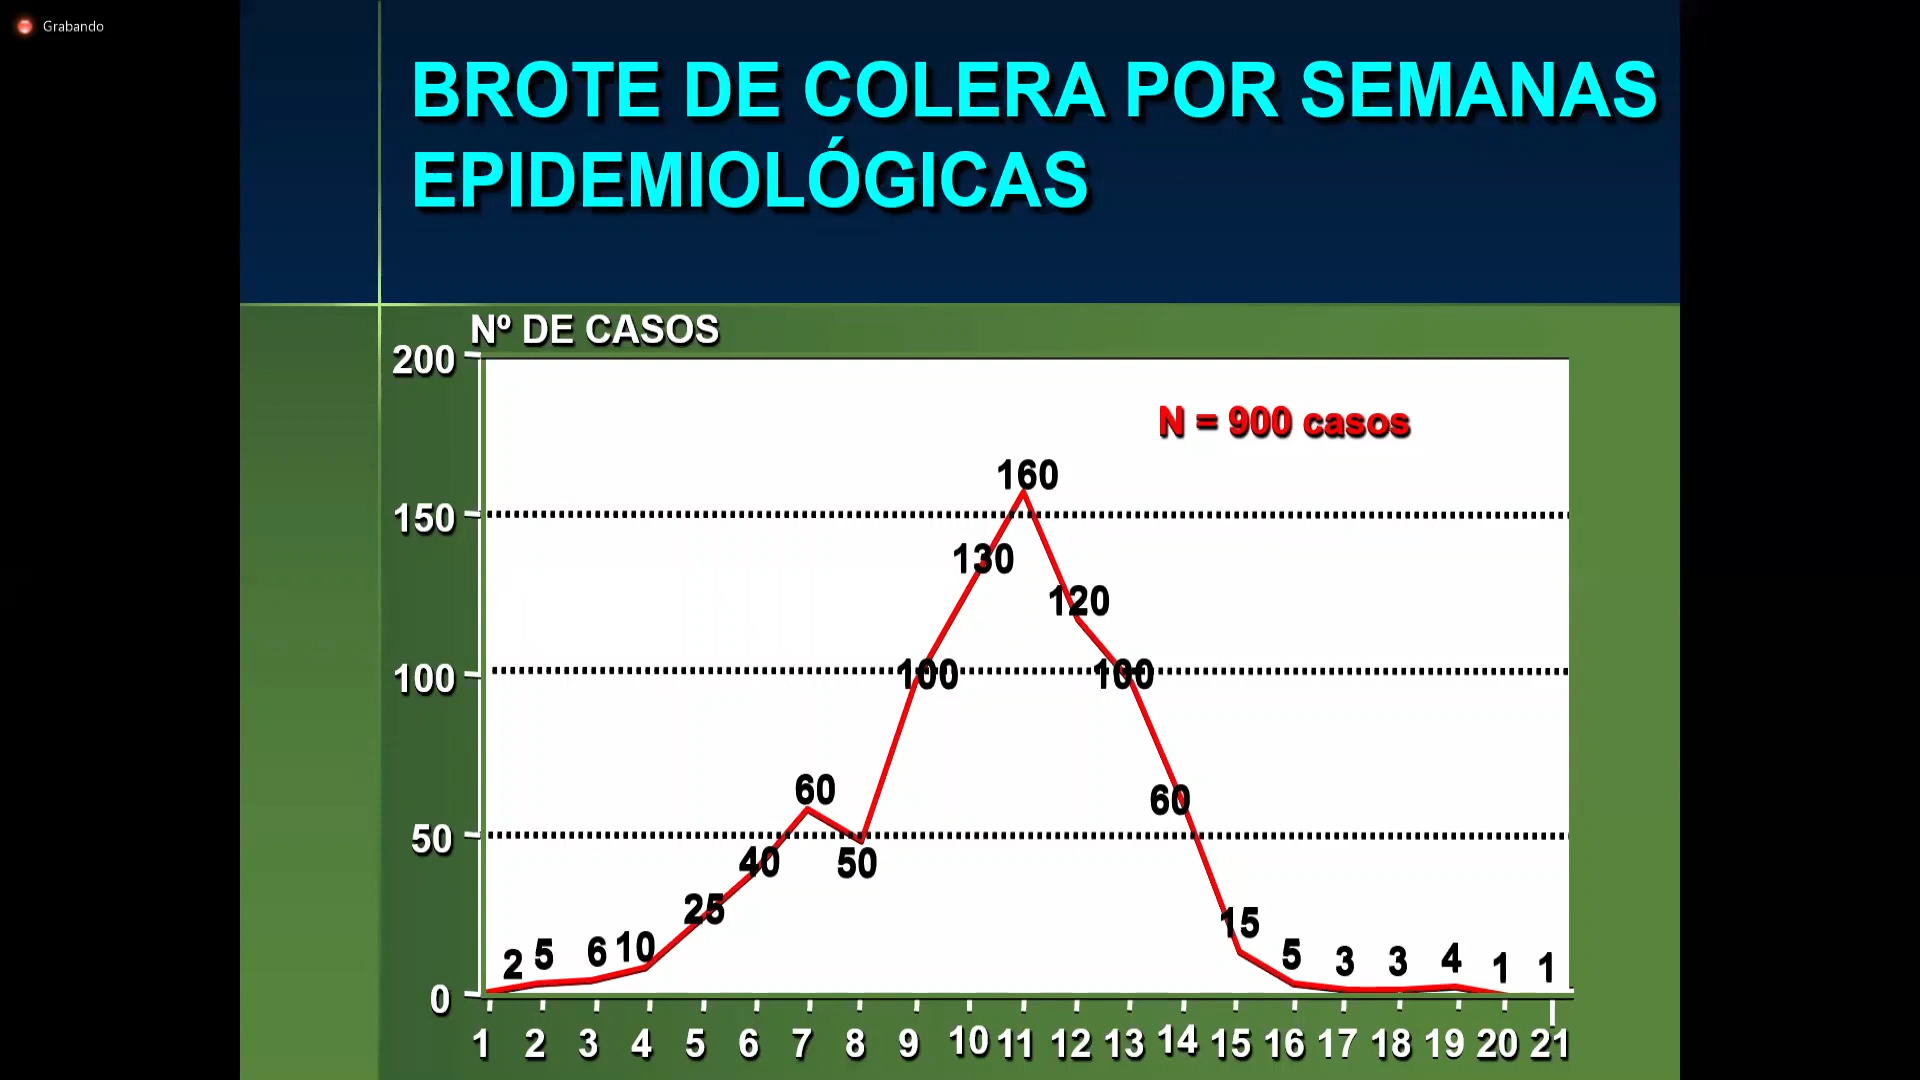 Grabando
BROTE DE COLERA POR SEMANAS
EPIDEMIOLÓGICAS
Nº DE CASOS
200
N = 900 casos
160
150
130
120
100
100
100
60
60
50
40
50
25
15
2 5 6 10
5 3 3 4 1 1
0
1 2 3 4 5 6 7 8 9 10 11 12 13 14 15 16 17 18 19 20 21